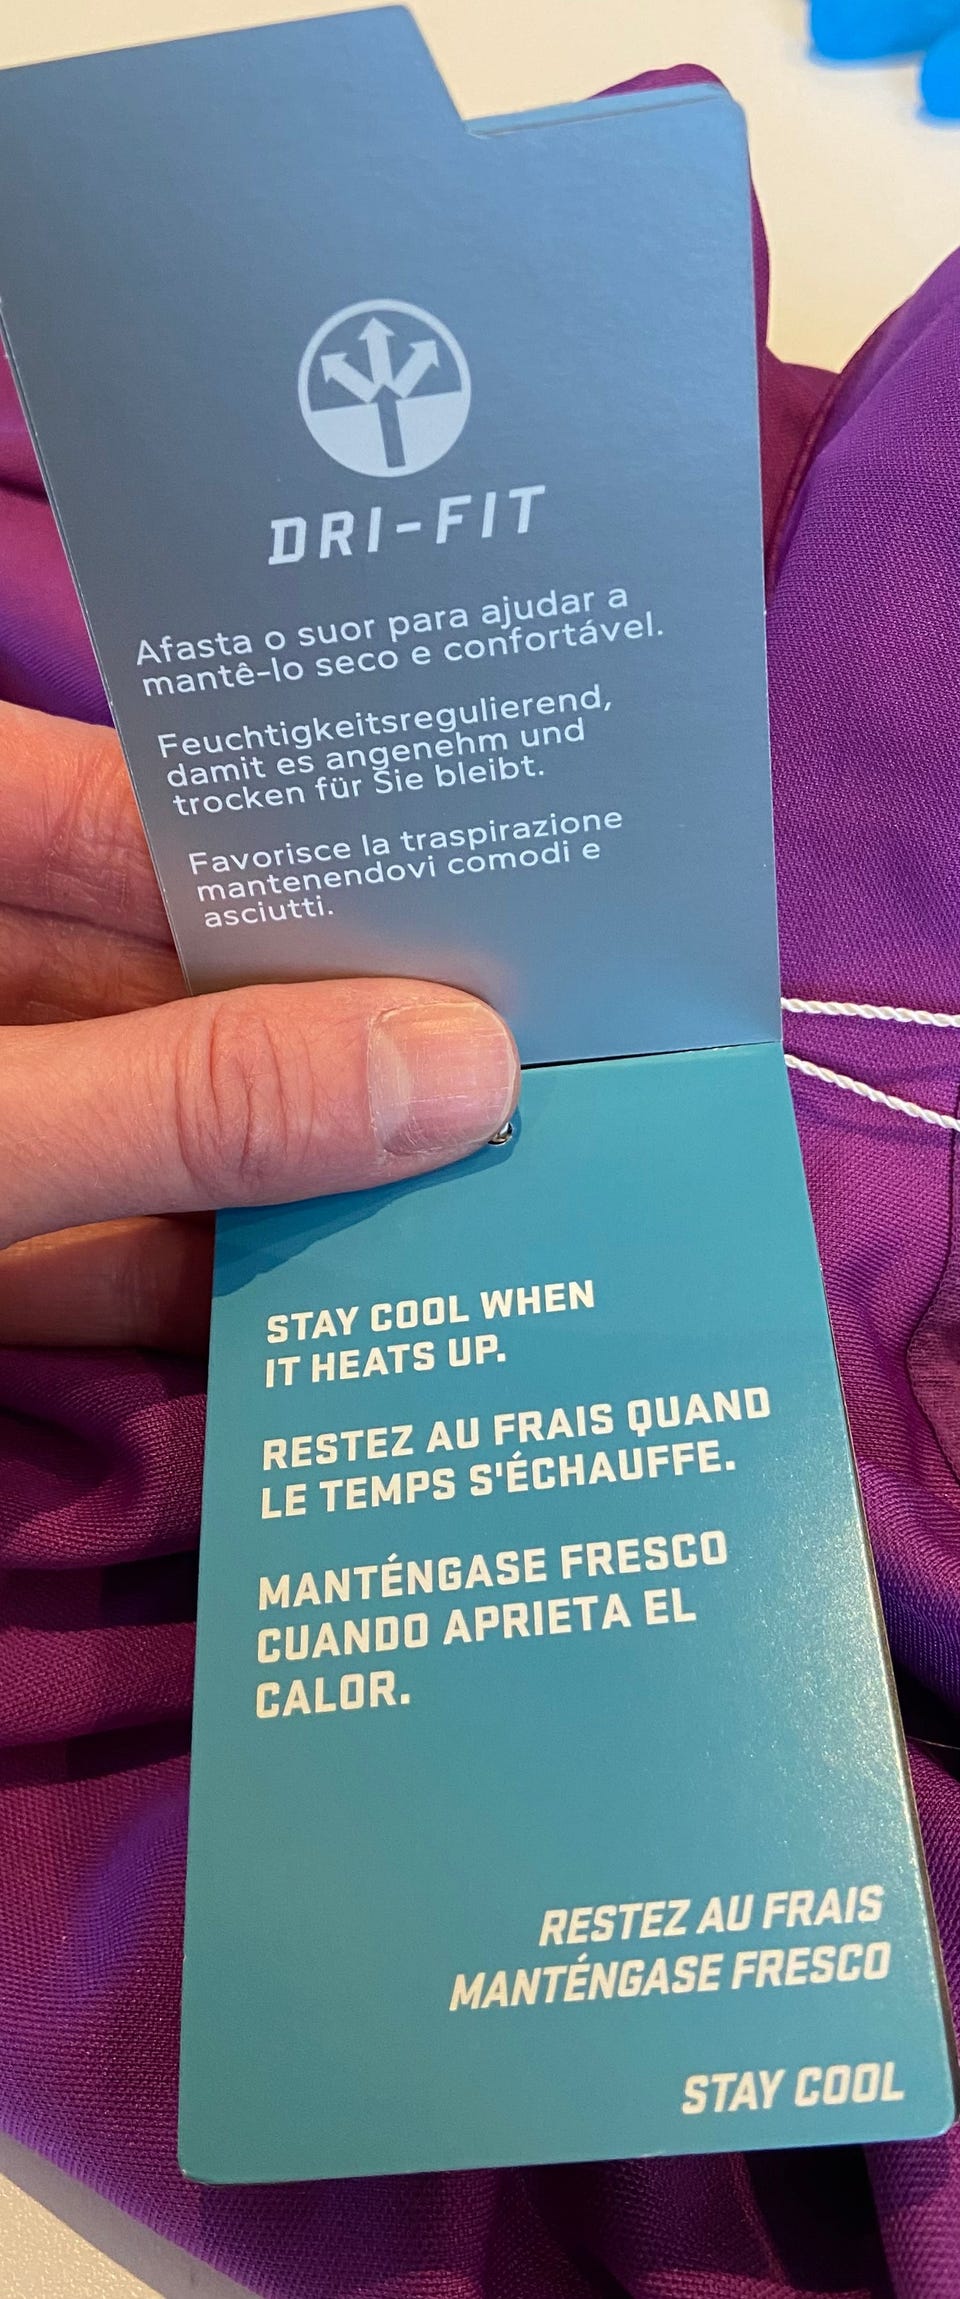 DRI-FIT
Afasta o suor para ajudar a
mantê-lo seco e confortável.
Feuchtigkeitsregulierend,
damit es angenehm und
trocken für Sie bleibt.
Favorisce la traspirazione
mantenendovi comodi e
asciutti.
STAY COOL WHEN
IT HEATS UP.
RESTEZ AU FRAIS QUAND
LE TEMPS S'ÉCHAUFFE.
MANTÉNGASE FRESCO
CUANDO APRIETA EL
CALOR.
RESTEZ AU FRAIS
MANTÉNGASE FRESCO
STAY COOL